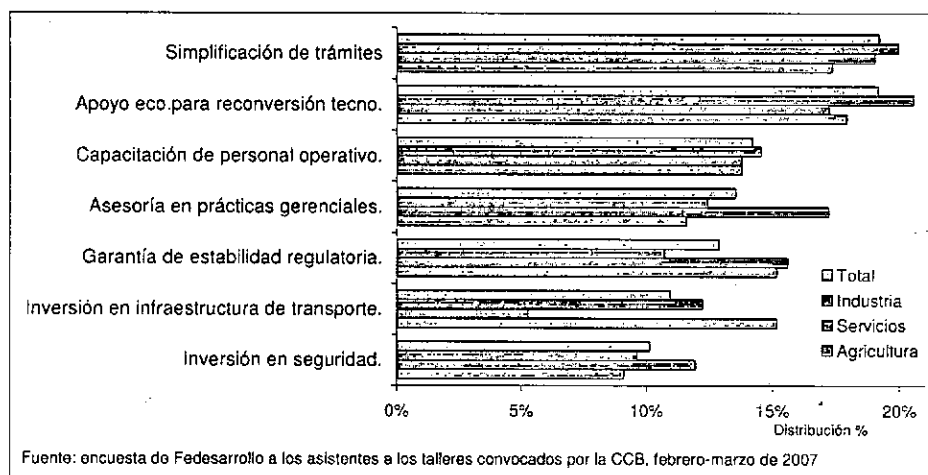 Simplificación de trámites
Apoyo eco.para reconversión tecno.
Capacitación de personal operativo.
Asesoría en prácticas gerenciales.
Garantía de estabilidad regulatoria.
Inversión en infraestructura de transporte.
Inversión en seguridad.
Total
Industria
Servicios
Agricultura
0% 5% 10% 15% 20%
Distribución %
Fuente: encuesta de Fedesarrollo a los asistentes a los talleres convocados por la CCB, febrero-marzo de 2007